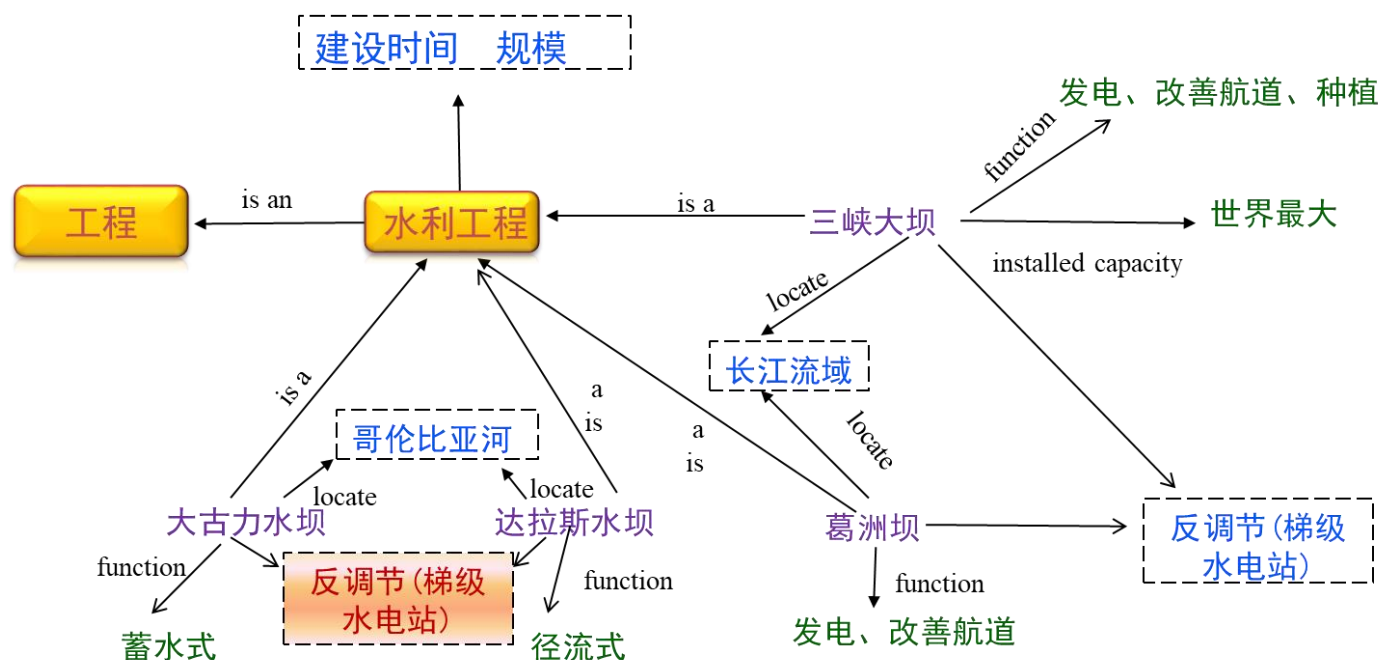 建设时间 规模
发电、改善航道、种植
function
is an
is a
工程
水利工程
三峡大坝
世界最大
installed capacity
locate
长江流域
is a
a
is
a
is
locate
哥伦比亚河
locate
locate
大古力水坝
达拉斯水坝
葛洲坝
反调节(梯级
水电站)
function
反调节(梯级
水电站)
function
function
蓄水式
径流式
发电、改善航道